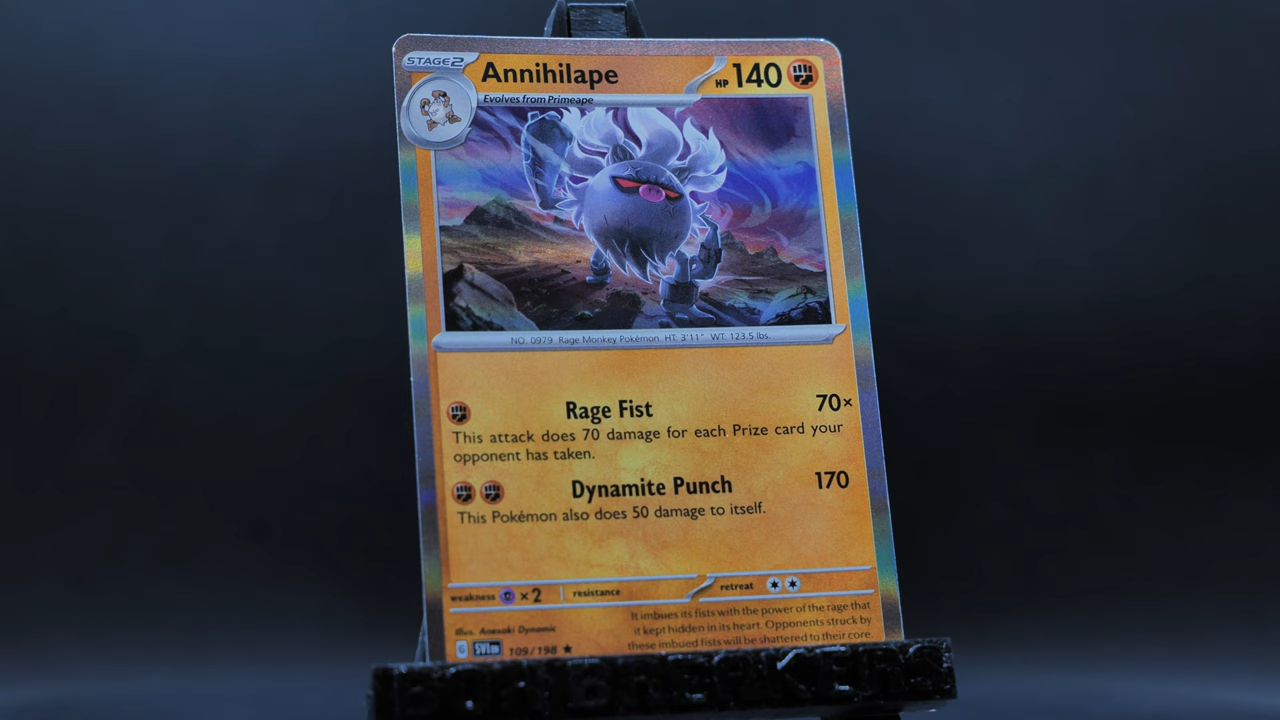 STAGE2
Annihilape
HP 140
Evolves from Primeape
NO. 0979 Rage Monkey Pokémon. HT: 3'11" WT: 123.5 lbs.
Rage Fist 70×
This attack does 70 damage for each Prize card your
opponent has taken.
Dynamite Punch 170
This Pokémon also does 50 damage to itself.
weakness ×2 resistance retreat
It imbues its fists with the power of the rage that
it kept hidden in its heart. Opponents struck by
these imbued fists will be shattered to their core.
Illus. Anesaki Dynamic
G SVI EN 109/198 ★